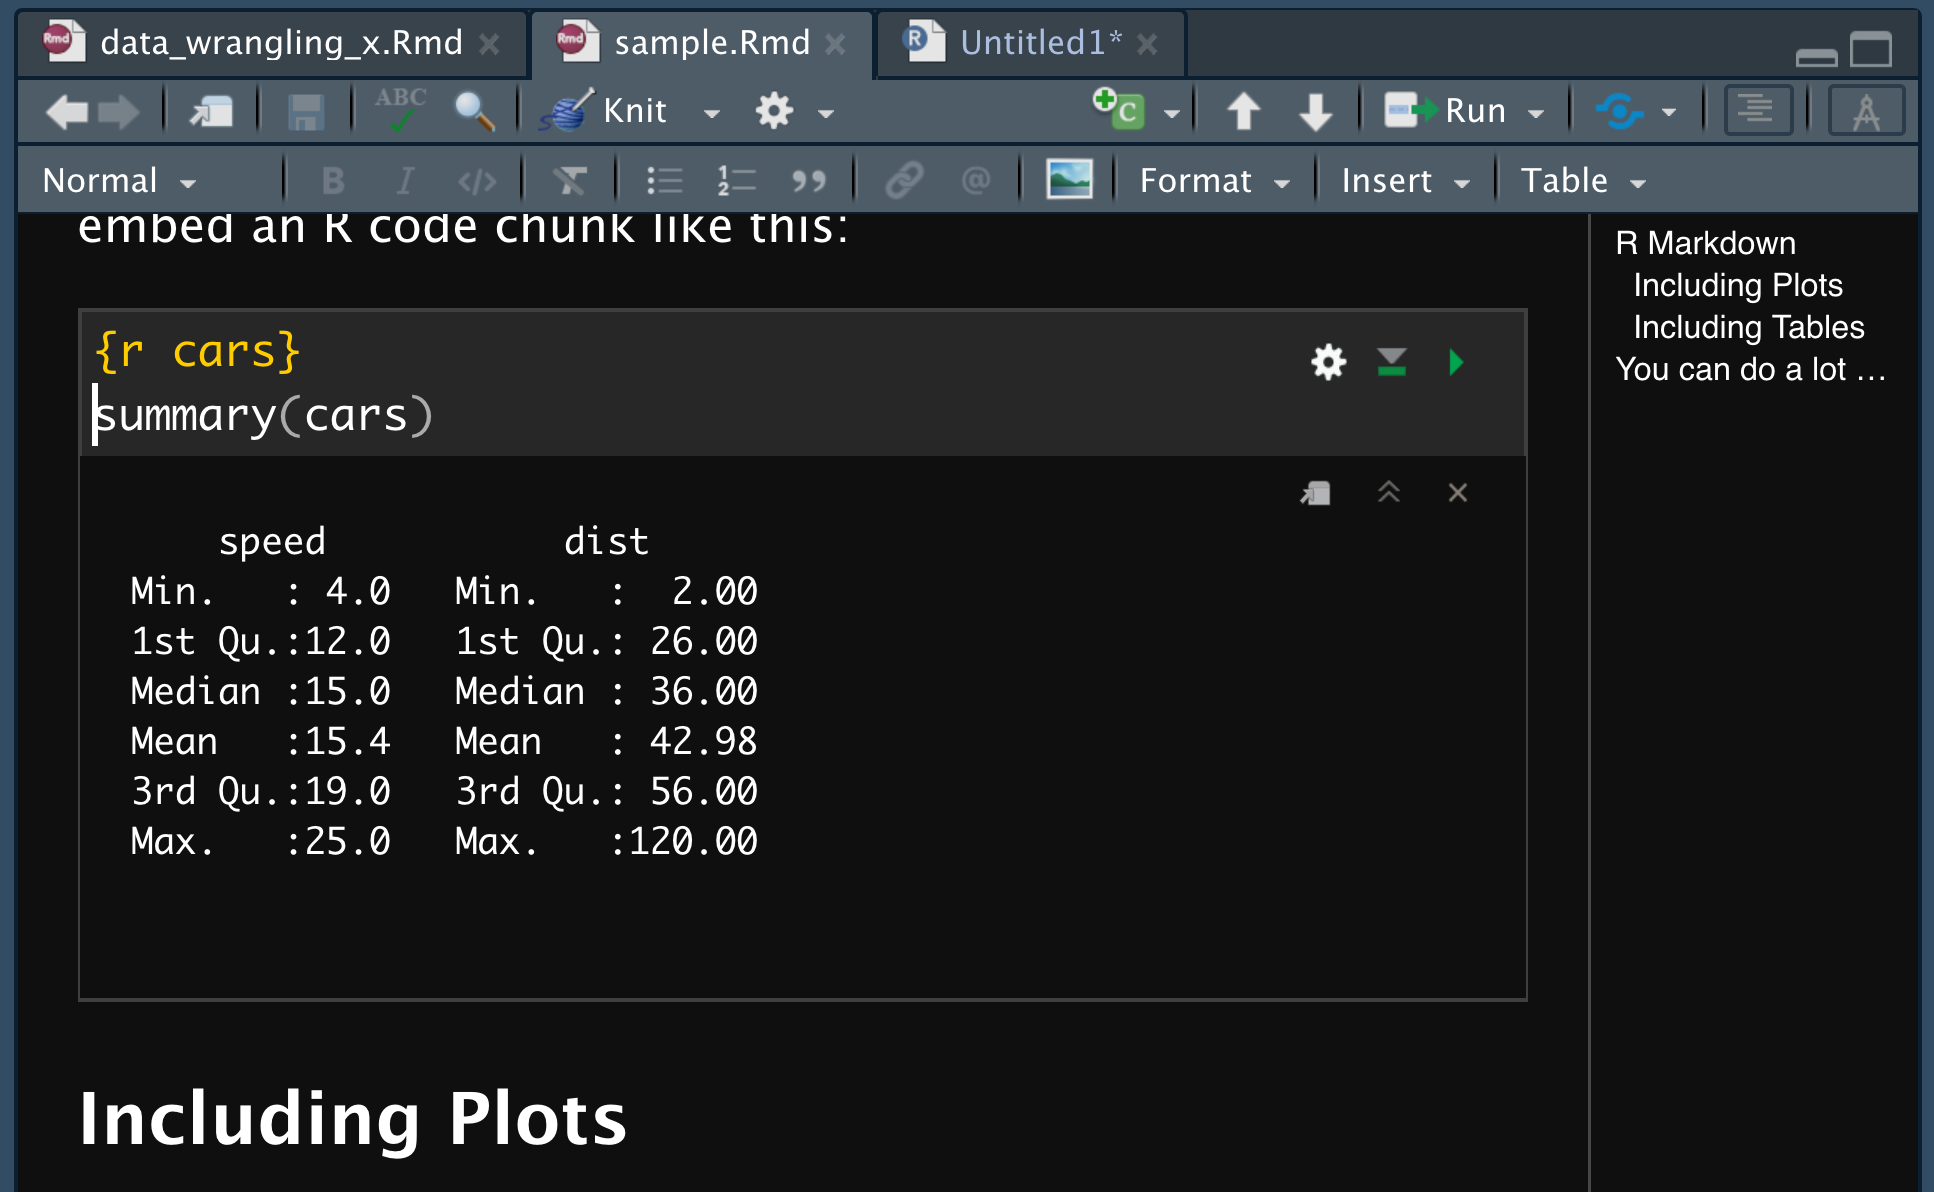 data_wrangling_x.Rmd
sample.Rmd
Untitled1*
ABC
Knit
Run
Normal
B I </>
Format
Insert
Table
embed an R code chunk like this:
{r cars}
summary(cars)
speed dist
Min. : 4.0 Min. : 2.00
1st Qu.:12.0 1st Qu.: 26.00
Median :15.0 Median : 36.00
Mean :15.4 Mean : 42.98
3rd Qu.:19.0 3rd Qu.: 56.00
Max. :25.0 Max. :120.00
Including Plots
R Markdown
Including Plots
Including Tables
You can do a lot …